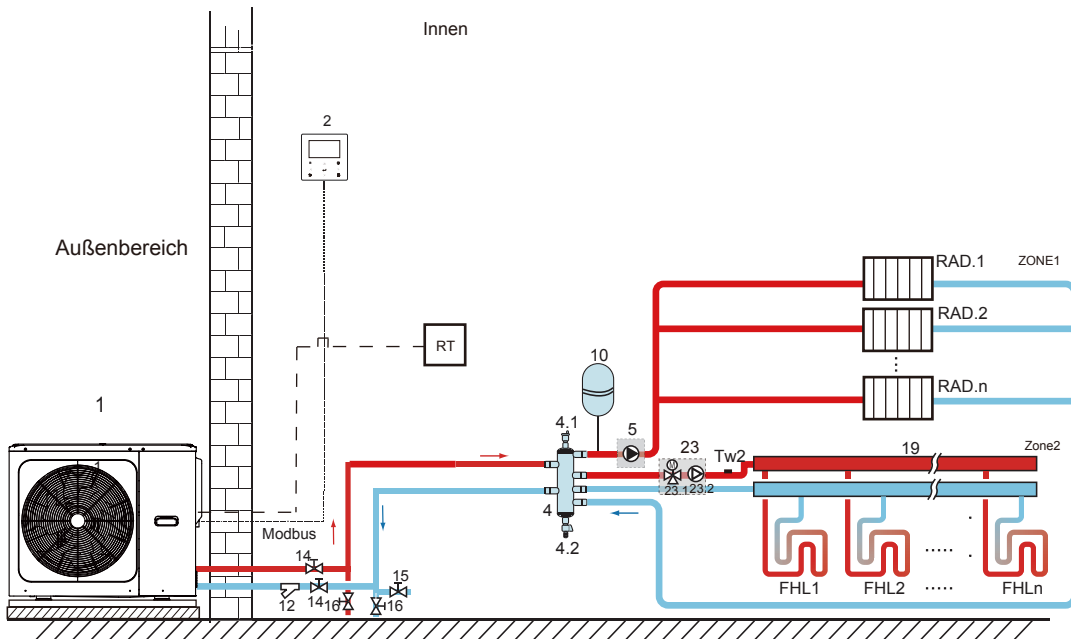 Innen
2
Außenbereich
RAD.1
ZONE1
RAD.2
RT
10
RAD.n
1
1
4.1
5
23
19
Zone2
Tw2
M
23.1
23.2
4
4.2
Modbus
14
15
12
14
16
16
FHL1
FHL2
FHLn